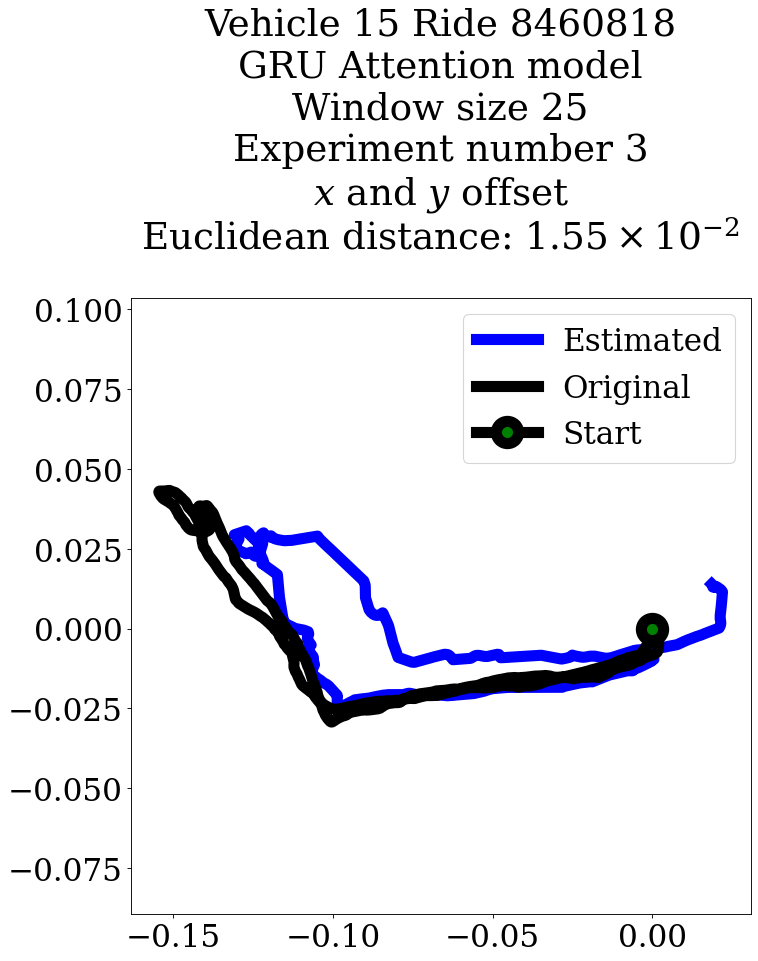 Vehicle 15 Ride 8460818
GRU Attention model
Window size 25
Experiment number 3
x and y offset
Euclidean distance: 1.55 × 10⁻²
0.100
0.075
0.050
0.025
0.000
−0.025
−0.050
−0.075
Estimated
Original
Start
−0.15
−0.10
−0.05
0.00